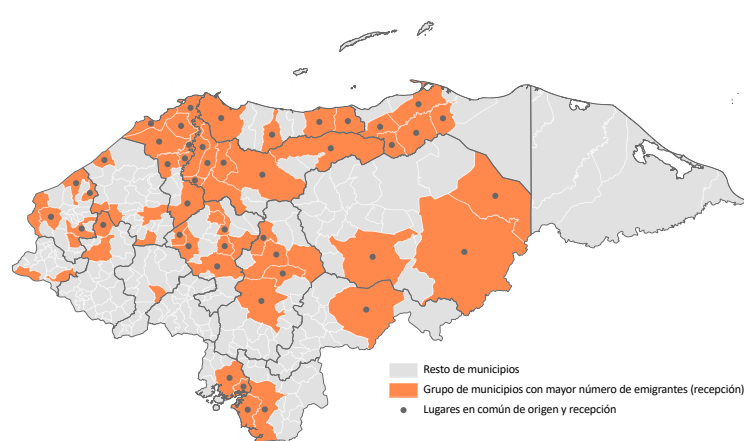 Resto de municipios
Grupo de municipios con mayor número de emigrantes (recepción)
Lugares en común de origen y recepción